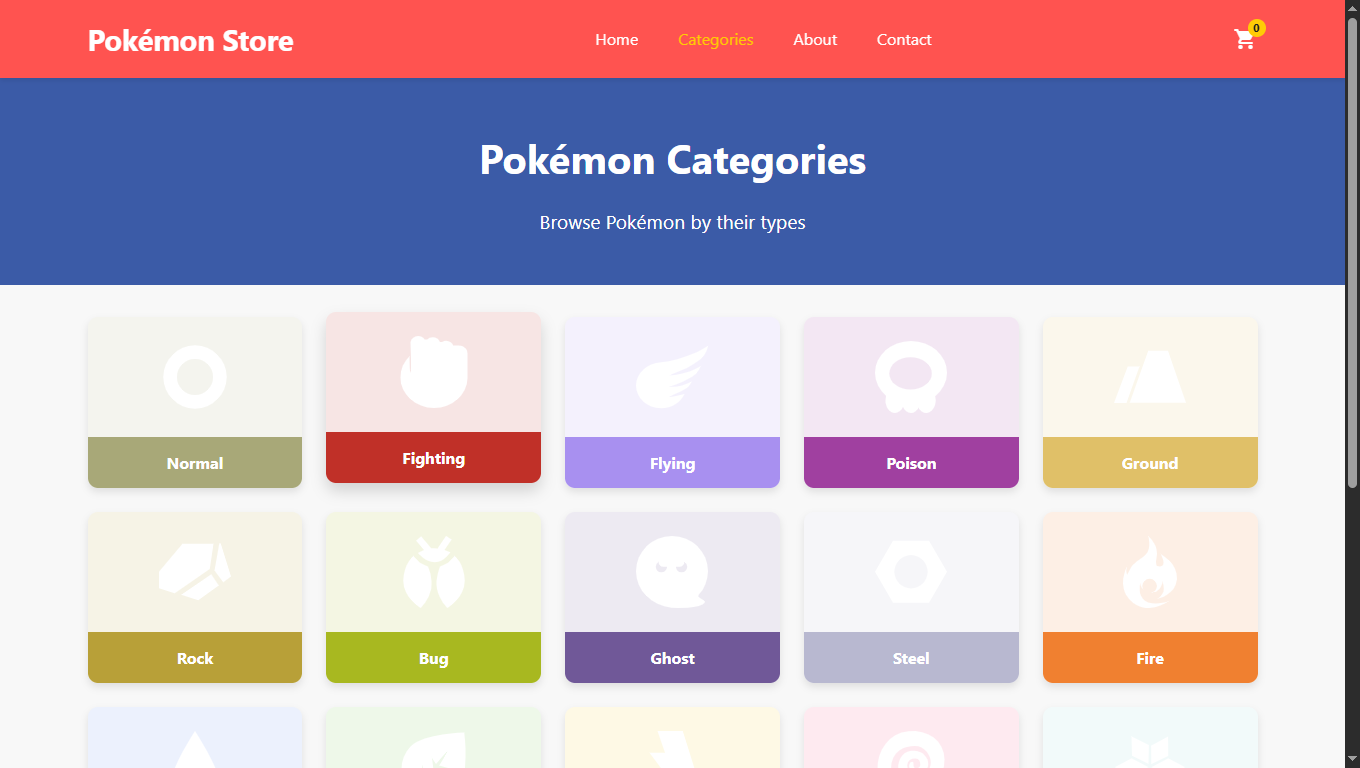 Pokémon Store
Home
Categories
About
Contact
0
Pokémon Categories
Browse Pokémon by their types
Normal
Fighting
Flying
Poison
Ground
Rock
Bug
Ghost
Steel
Fire